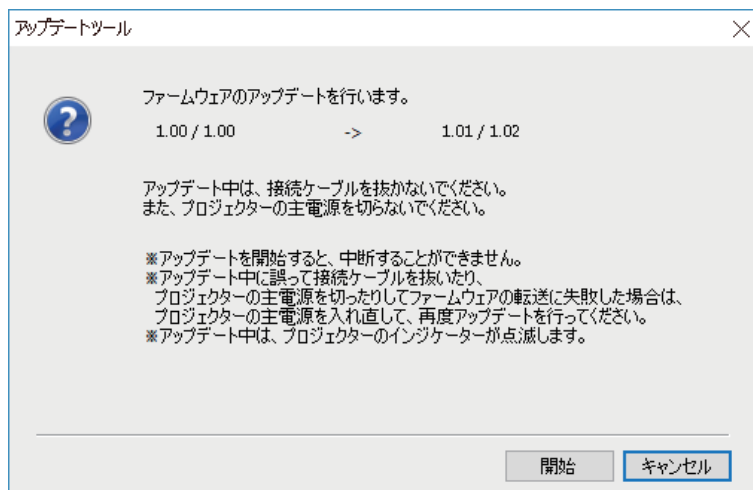 アップデートツール
ファームウェアのアップデートを行います。
1.00 / 1.00 -> 1.01 / 1.02
アップデート中は、接続ケーブルを抜かないでください。
また、プロジェクターの主電源を切らないでください。
※アップデートを開始すると、中断することができません。
※アップデート中に誤って接続ケーブルを抜いたり、
プロジェクターの主電源を切ったりしてファームウェアの転送に失敗した場合は、
プロジェクターの主電源を入れ直して、再度アップデートを行ってください。
※アップデート中は、プロジェクターのインジケーターが点滅します。
開始 キャンセル